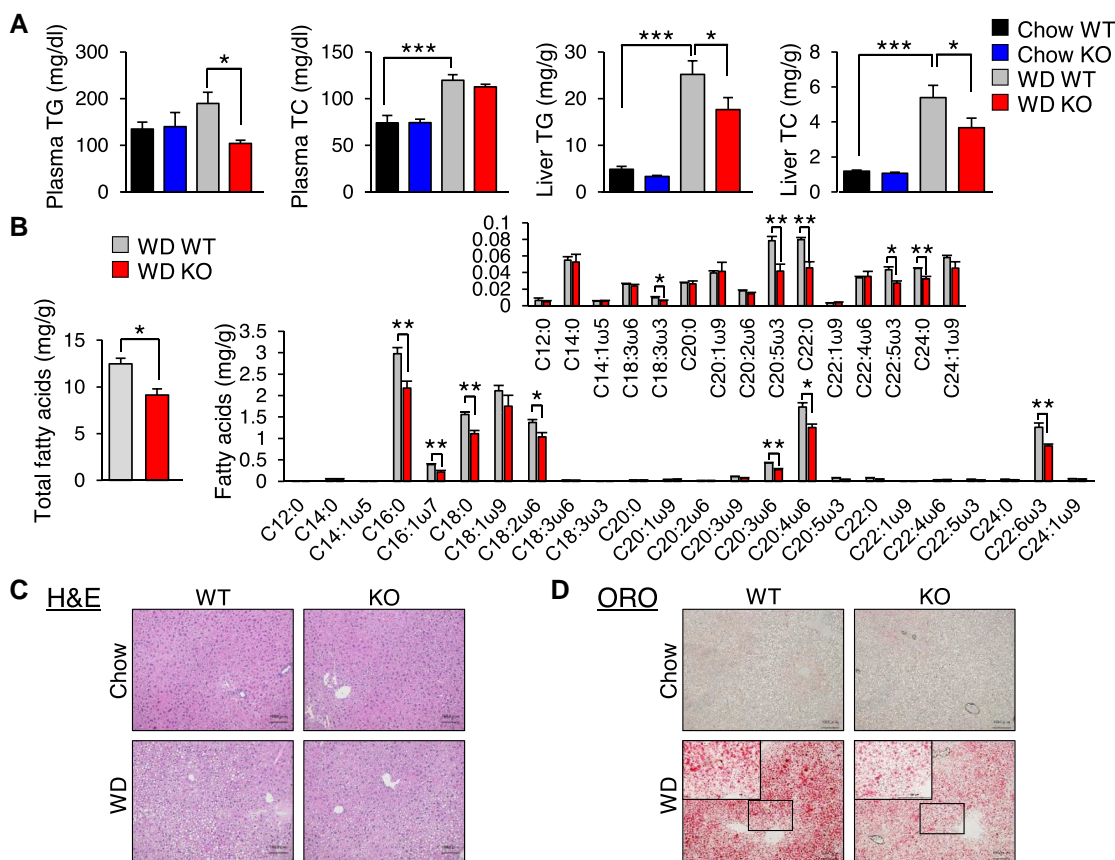 A
Plasma TG (mg/dl)
300
200
100
0
*
Plasma TC (mg/dl)
150
100
50
0
***
Liver TG (mg/g)
30
20
10
0
*** *
Liver TC (mg/g)
8
6
4
2
0
*** *
Chow WT
Chow KO
WD WT
WD KO
B
WD WT
WD KO
Total fatty acids (mg/g)
15
10
5
0
*
0.1
0.08
0.06
0.04
0.02
0
* ** ** * **
C12:0
C14:0
C14:1ω5
C18:3ω6
C18:3ω3
C20:0
C20:1ω9
C20:2ω6
C20:5ω3
C22:0
C22:1ω9
C22:4ω6
C22:5ω3
C24:0
C24:1ω9
Fatty acids (mg/g)
3.5
3
2.5
2
1.5
1
0.5
0
** ** ** * ** * **
C12:0
C14:0
C14:1ω5
C16:0
C16:1ω7
C18:0
C18:1ω9
C18:2ω6
C18:3ω6
C18:3ω3
C20:0
C20:1ω9
C20:2ω6
C20:3ω9
C20:3ω6
C20:4ω6
C20:5ω3
C22:0
C22:1ω9
C22:4ω6
C22:5ω3
C24:0
C22:6ω3
C24:1ω9
C H&E
WT KO
Chow
WD
D ORO
WT KO
Chow
WD